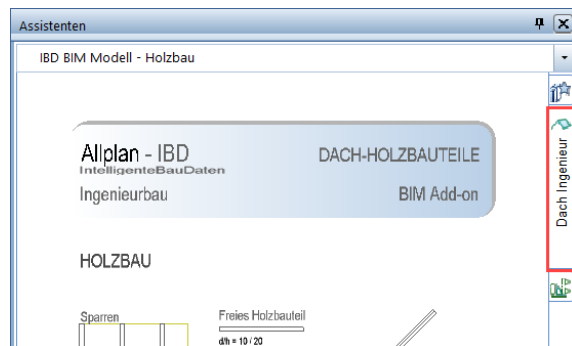 Assistenten
IBD BIM Modell - Holzbau
Allplan - IBD
IntelligenteBauDaten
DACH-HOLZBAUTEILE
Ingenieurbau
BIM Add-on
Dach Ingenieur
HOLZBAU
Sparren
Freies Holzbauteil
d/h = 10 / 20